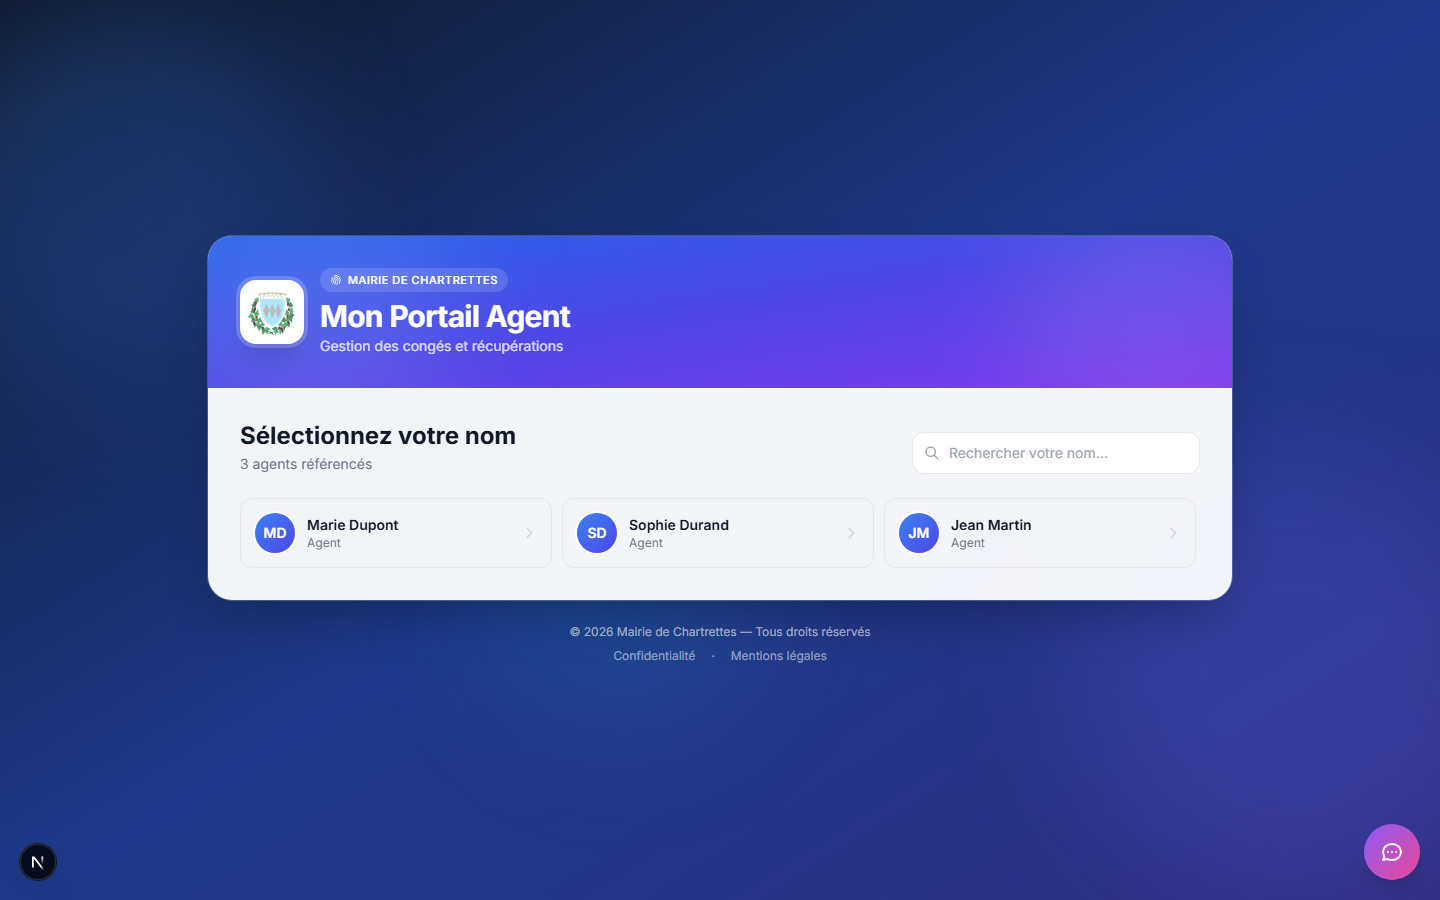 MAIRIE DE CHARTRETTES
Mon Portail Agent
Gestion des congés et récupérations
Sélectionnez votre nom
3 agents référencés
Rechercher votre nom...
MD
Marie Dupont
Agent
SD
Sophie Durand
Agent
JM
Jean Martin
Agent
© 2026 Mairie de Chartrettes — Tous droits réservés
Confidentialité · Mentions légales
N